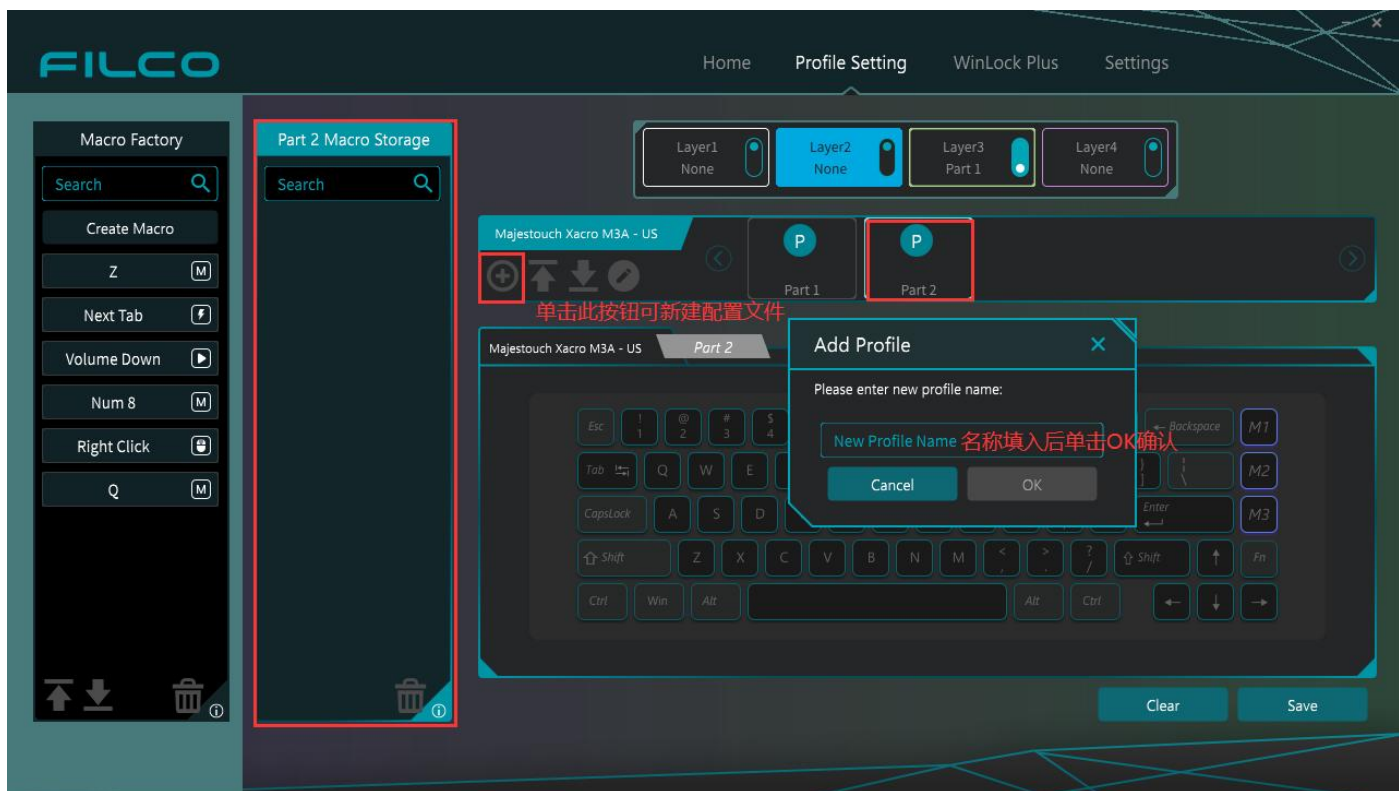 FILCO
Home Profile Setting WinLock Plus Settings
Macro Factory
Search
Create Macro
Z M
Next Tab
Volume Down
Num 8 M
Right Click
Q M
Part 2 Macro Storage
Search
Layer1
None
Layer2
None
Layer3
Part 1
Layer4
None
Majestouch Xacro M3A - US
P
Part 1
P
Part 2
单击此按钮可新建配置文件
Majestouch Xacro M3A - US Part 2
Add Profile
Please enter new profile name:
New Profile Name 名称填入后单击OK确认
Cancel OK
Esc ! 1 @ 2 # 3 $ 4 ← Backspace M1
Tab Q W E } ] | \ M2
CapsLock A S D Enter M3
Shift Z X C V B N M < , > . ? / Shift ↑ Fn
Ctrl Win Alt Alt Ctrl ← ↓ →
Clear Save